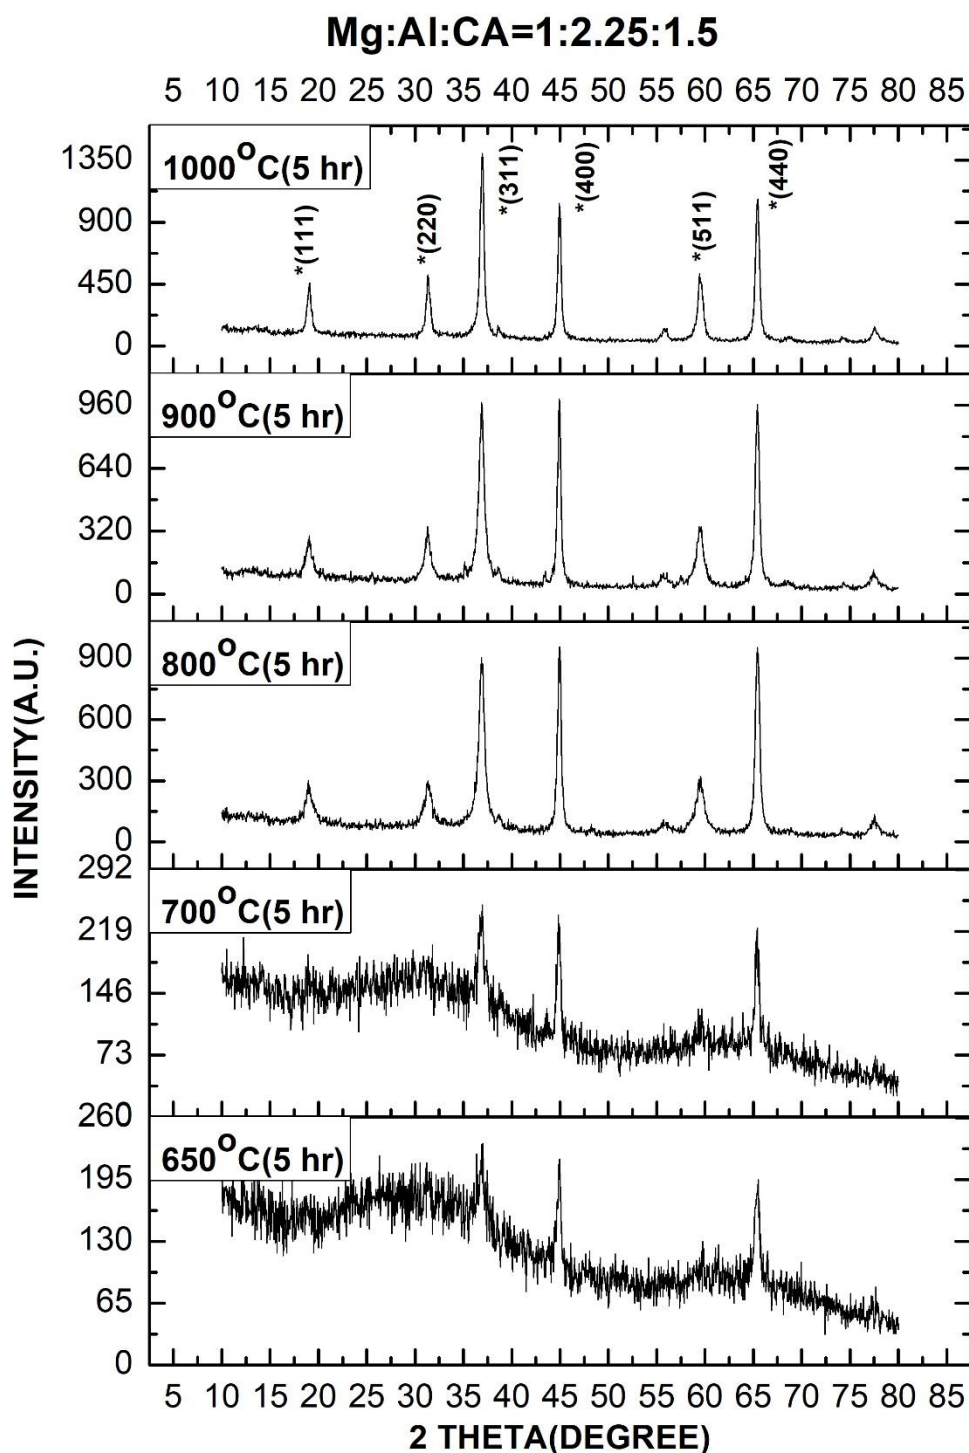 Mg:Al:CA=1:2.25:1.5
5 10 15 20 25 30 35 40 45 50 55 60 65 70 75 80 85
1000°C(5 hr)
*(111)
*(220)
*(311)
*(400)
*(511)
*(440)
1350
900
450
0
900°C(5 hr)
960
640
320
0
800°C(5 hr)
900
600
300
0
700°C(5 hr)
292
219
146
73
650°C(5 hr)
260
195
130
65
0
INTENSITY(A.U.)
5 10 15 20 25 30 35 40 45 50 55 60 65 70 75 80 85
2 THETA(DEGREE)